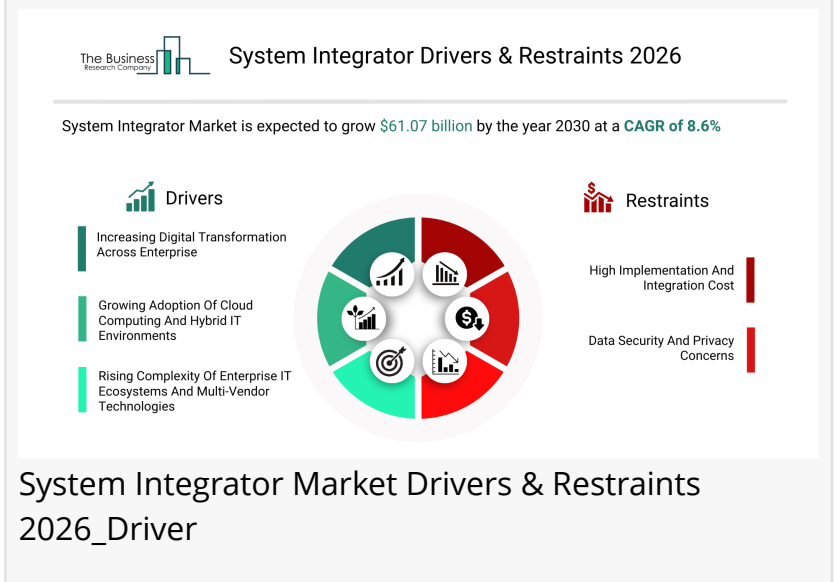 The Business
Research Company
System Integrator Drivers & Restraints 2026
System Integrator Market is expected to grow $61.07 billion by the year 2030 at a CAGR of 8.6%
Drivers
Increasing Digital Transformation
Across Enterprise
Growing Adoption Of Cloud
Computing And Hybrid IT
Environments
Rising Complexity Of Enterprise IT
Ecosystems And Multi-Vendor
Technologies
$
Restraints
High Implementation And
Integration Cost
Data Security And Privacy
Concerns
$
System Integrator Market Drivers & Restraints
2026_Driver